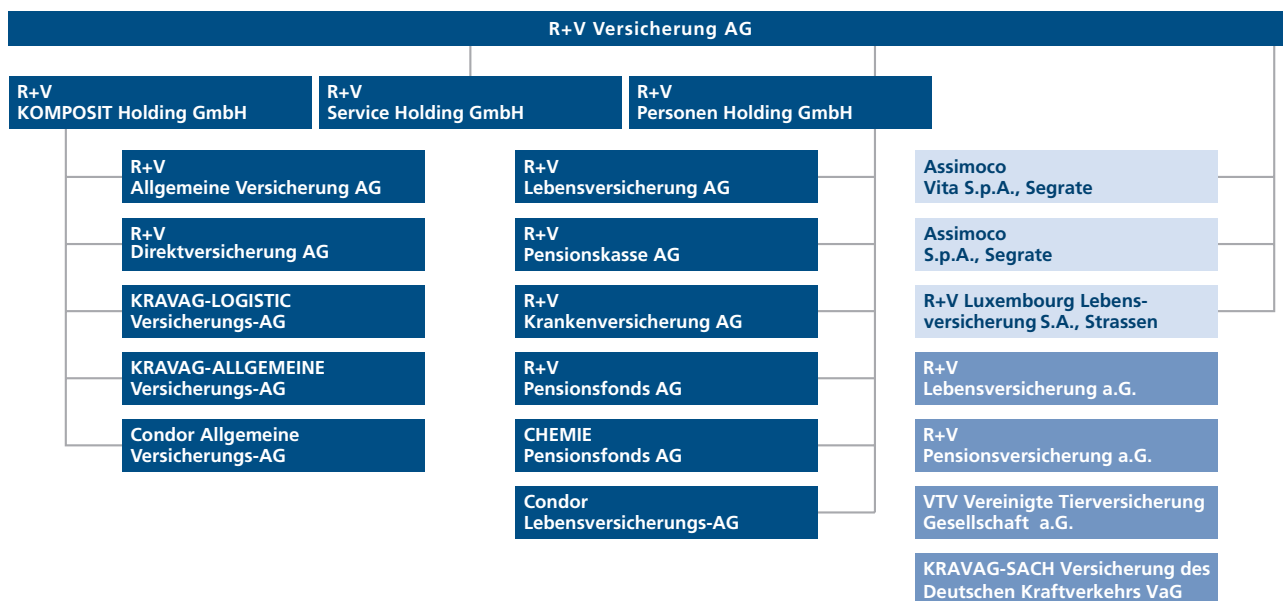 R+V Versicherung AG
R+V
KOMPOSIT Holding GmbH
R+V
Service Holding GmbH
R+V
Personen Holding GmbH
R+V
Allgemeine Versicherung AG
R+V
Direktversicherung AG
KRAVAG-LOGISTIC
Versicherungs-AG
KRAVAG-ALLGEMEINE
Versicherungs-AG
Condor Allgemeine
Versicherungs-AG
R+V
Lebensversicherung AG
R+V
Pensionskasse AG
R+V
Krankenversicherung AG
R+V
Pensionsfonds AG
CHEMIE
Pensionsfonds AG
Condor
Lebensversicherungs-AG
Assimoco
Vita S.p.A., Segrate
Assimoco
S.p.A., Segrate
R+V Luxembourg Lebens-
versicherung S.A., Strassen
R+V
Lebensversicherung a.G.
R+V
Pensionsversicherung a.G.
VTV Vereinigte Tierversicherung
Gesellschaft a.G.
KRAVAG-SACH Versicherung des
Deutschen Kraftverkehrs VaG